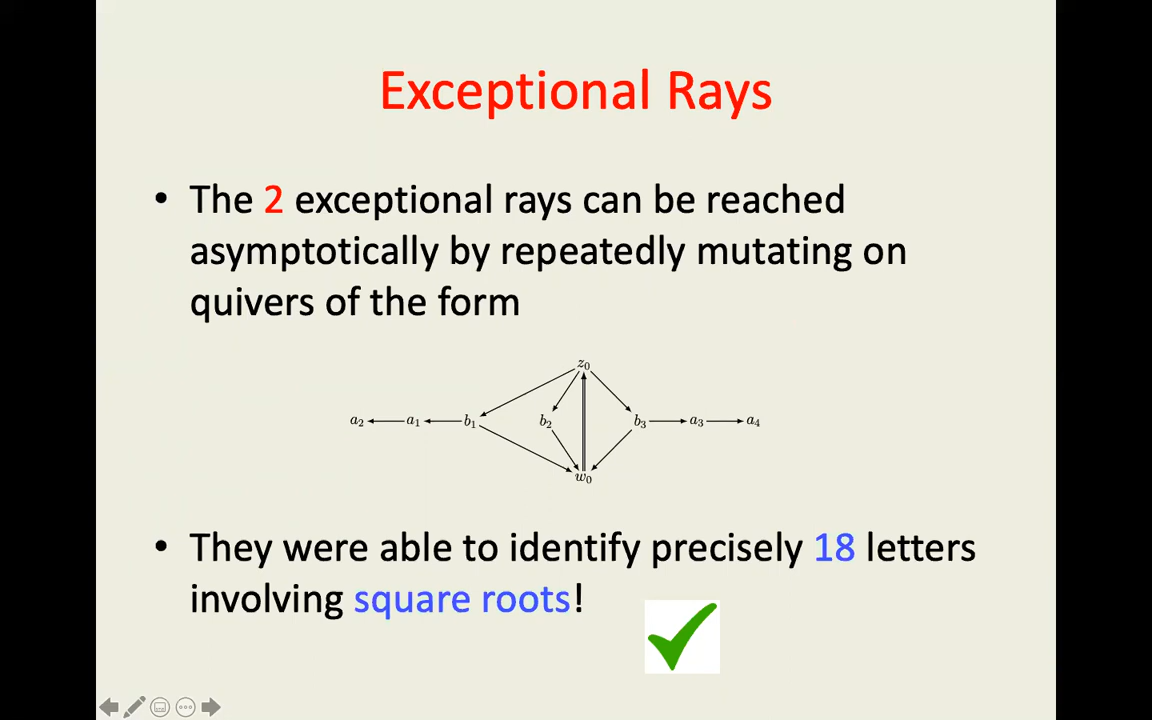 Exceptional Rays
• The 2 exceptional rays can be reached
asymptotically by repeatedly mutating on
quivers of the form
z₀
a₂ a₁ b₁ b₂ b₃ a₃ a₄
w₀
• They were able to identify precisely 18 letters
involving square roots!